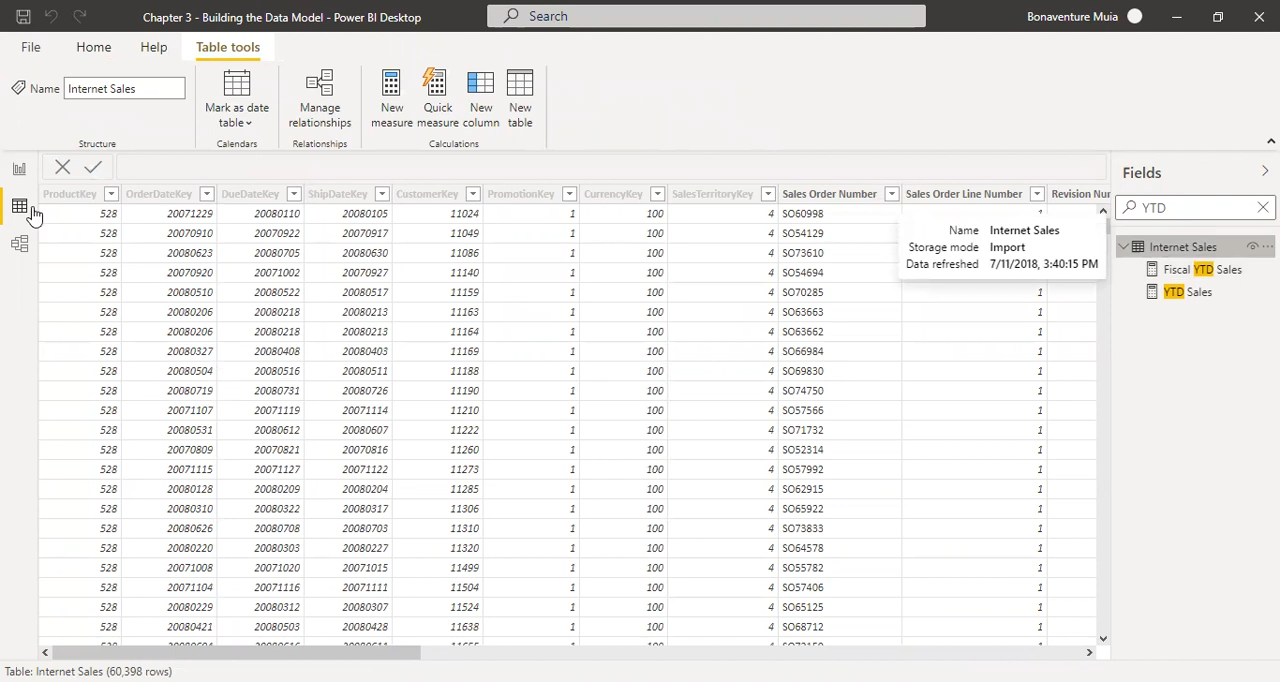 Chapter 3 - Building the Data Model - Power BI Desktop
Search
Bonaventure Muia
File Home Help Table tools
Name Internet Sales
Mark as date table
Manage relationships
New measure
Quick measure
New column
New table
Structure Calendars Relationships Calculations
Fields
YTD
Internet Sales
Fiscal YTD Sales
YTD Sales
Name Internet Sales
Storage mode Import
Data refreshed 7/11/2018, 3:40:15 PM
ProductKey OrderDateKey DueDateKey ShipDateKey CustomerKey PromotionKey CurrencyKey SalesTerritoryKey Sales Order Number Sales Order Line Number Revision Nur
528 20071229 20080110 20080105 11024 1 100 4 SO60998 1
528 20070910 20070922 20070917 11049 1 100 4 SO54129
528 20080623 20080705 20080630 11086 1 100 4 SO73610
528 20070920 20071002 20070927 11140 1 100 4 SO54694
528 20080510 20080522 20080517 11159 1 100 4 SO70285 1
528 20080206 20080218 20080213 11163 1 100 4 SO63663 1
528 20080206 20080218 20080213 11164 1 100 4 SO63662 1
528 20080327 20080408 20080403 11169 1 100 4 SO66984 1
528 20080504 20080516 20080511 11188 1 100 4 SO69830 1
528 20080719 20080731 20080726 11190 1 100 4 SO74750 1
528 20071107 20071119 20071114 11210 1 100 4 SO57566 1
528 20080531 20080612 20080607 11222 1 100 4 SO71732 1
528 20070809 20070821 20070816 11260 1 100 4 SO52314 1
528 20071115 20071127 20071122 11273 1 100 4 SO57992 1
528 20080128 20080209 20080204 11285 1 100 4 SO62915 1
528 20080310 20080322 20080317 11306 1 100 4 SO65922 1
528 20080626 20080708 20080703 11310 1 100 4 SO73833 1
528 20080220 20080303 20080227 11320 1 100 4 SO64578 1
528 20071008 20071020 20071015 11499 1 100 4 SO55782 1
528 20071104 20071116 20071111 11504 1 100 4 SO57406 1
528 20080229 20080312 20080307 11524 1 100 4 SO65125 1
528 20080421 20080503 20080428 11638 1 100 4 SO68712 1
Table: Internet Sales (60,398 rows)